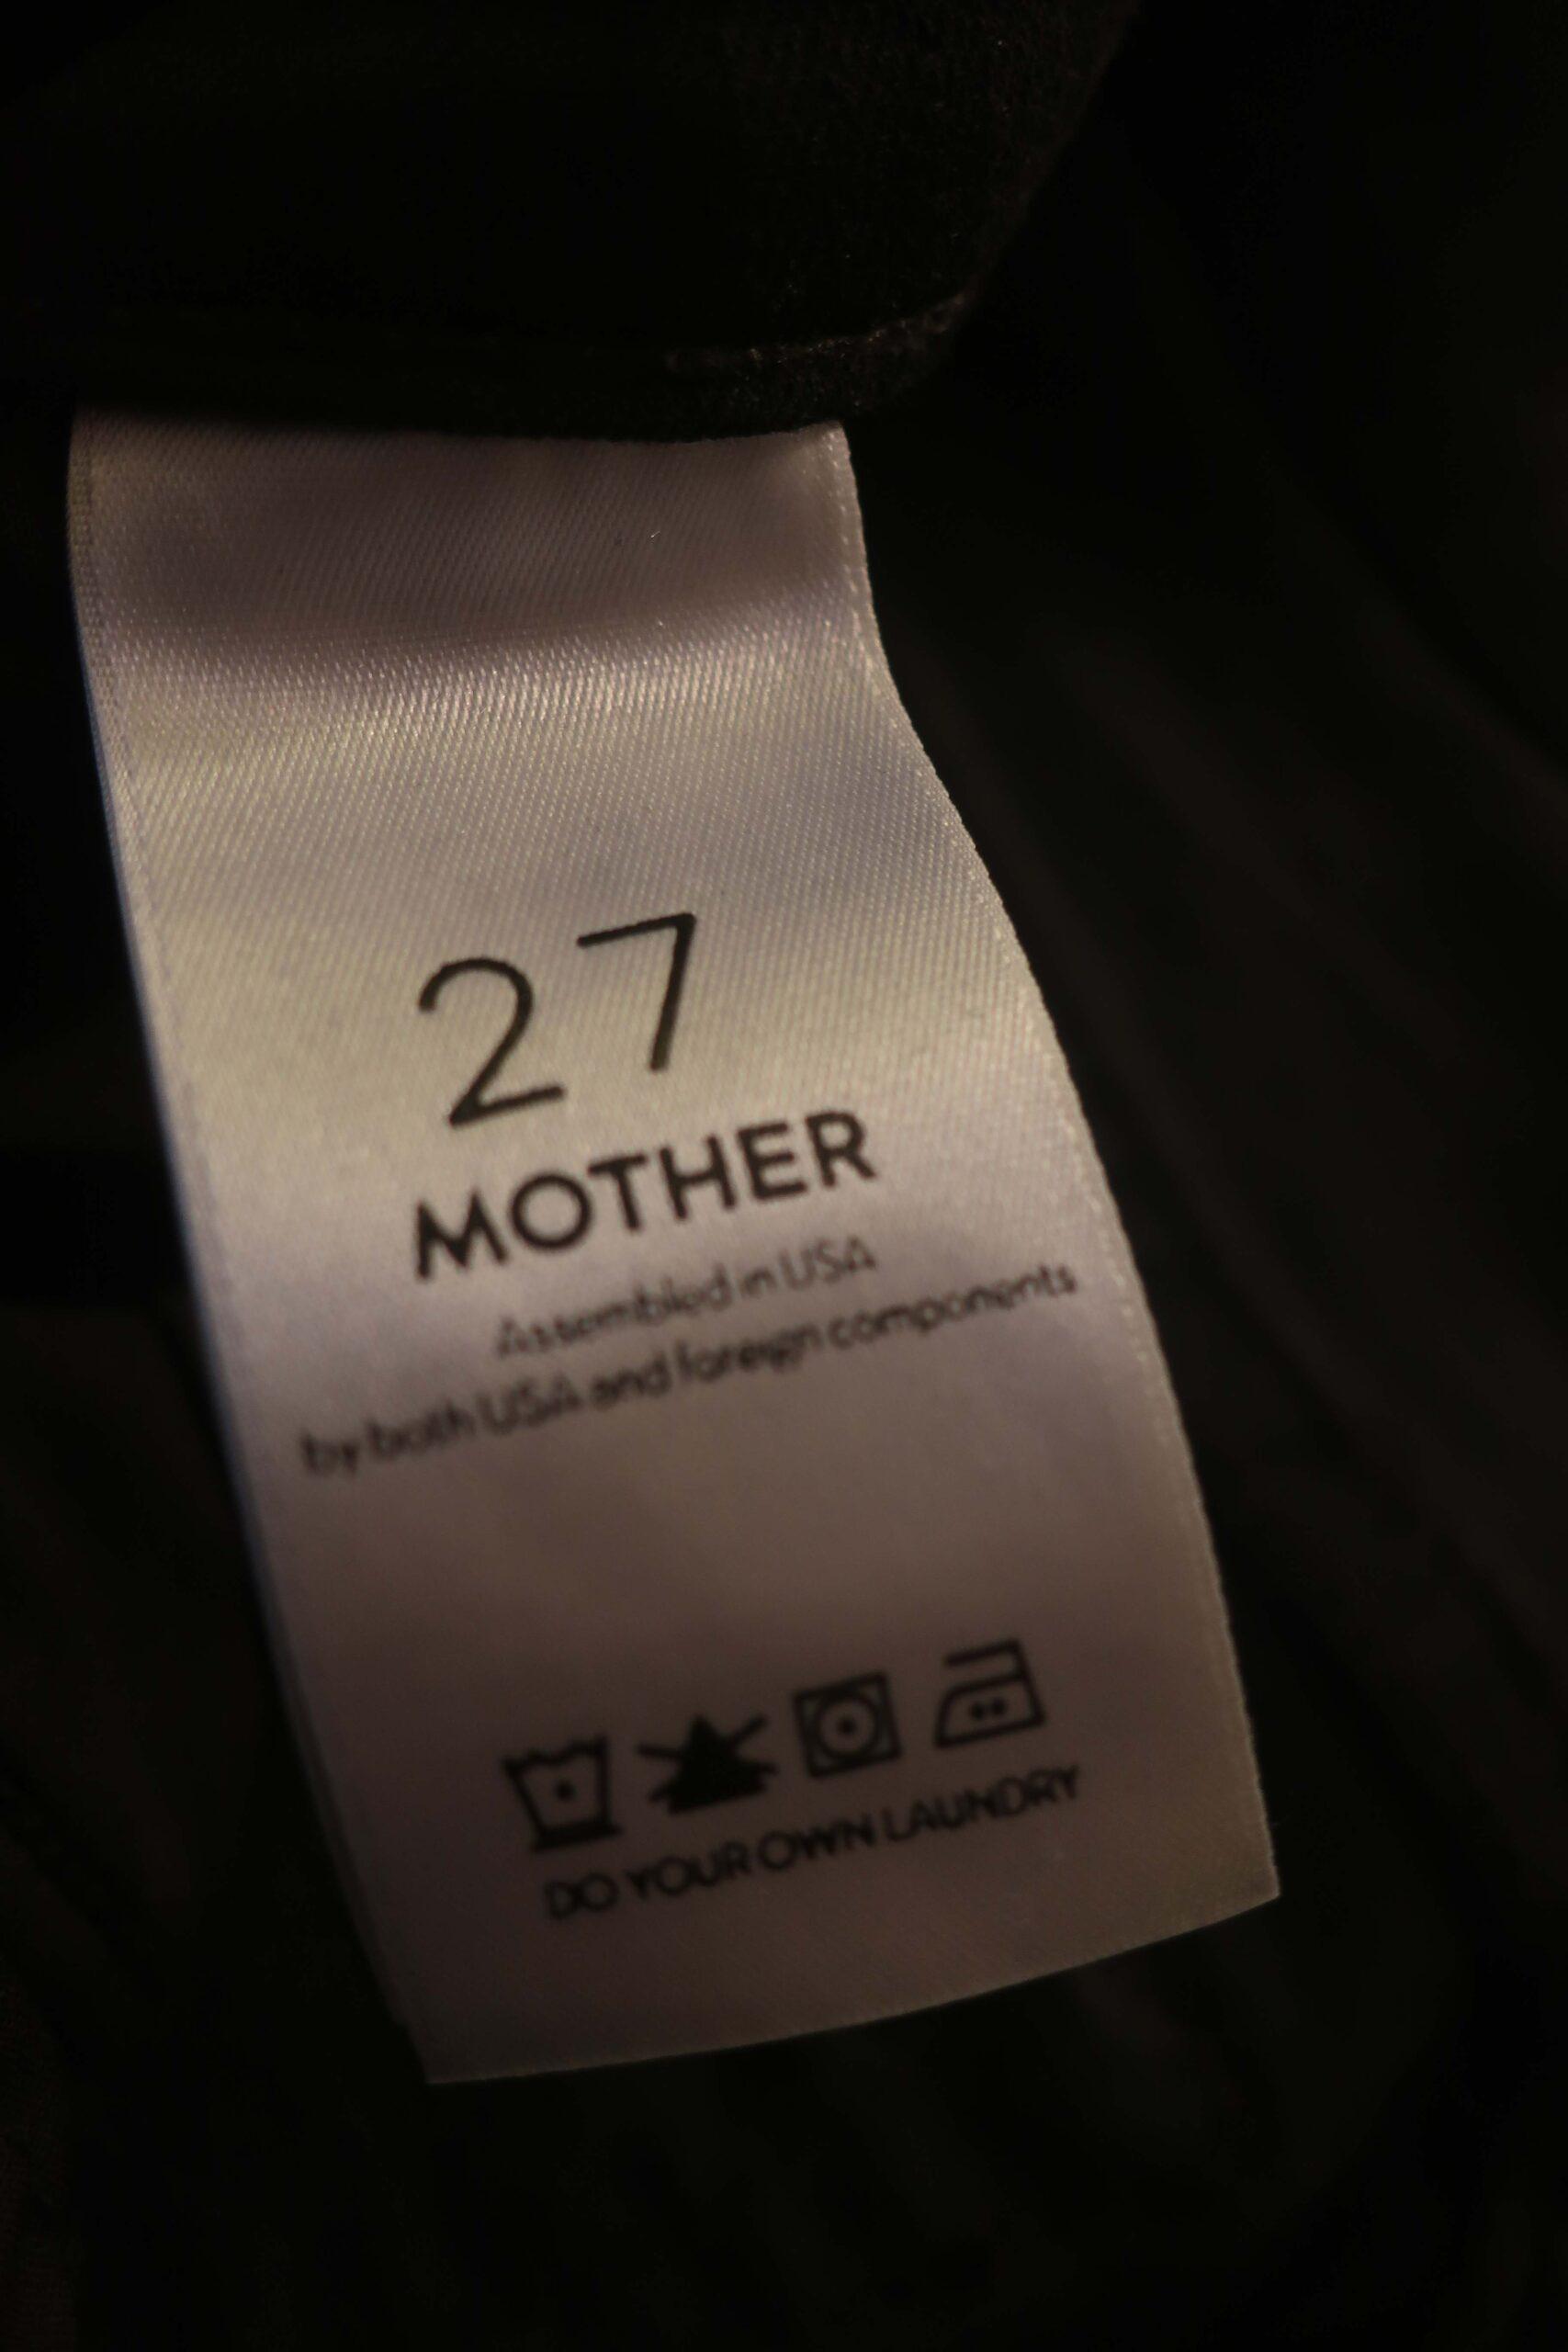 27
MOTHER
Assembled in USA
by both USA and foreign components
DO YOUR OWN LAUNDRY